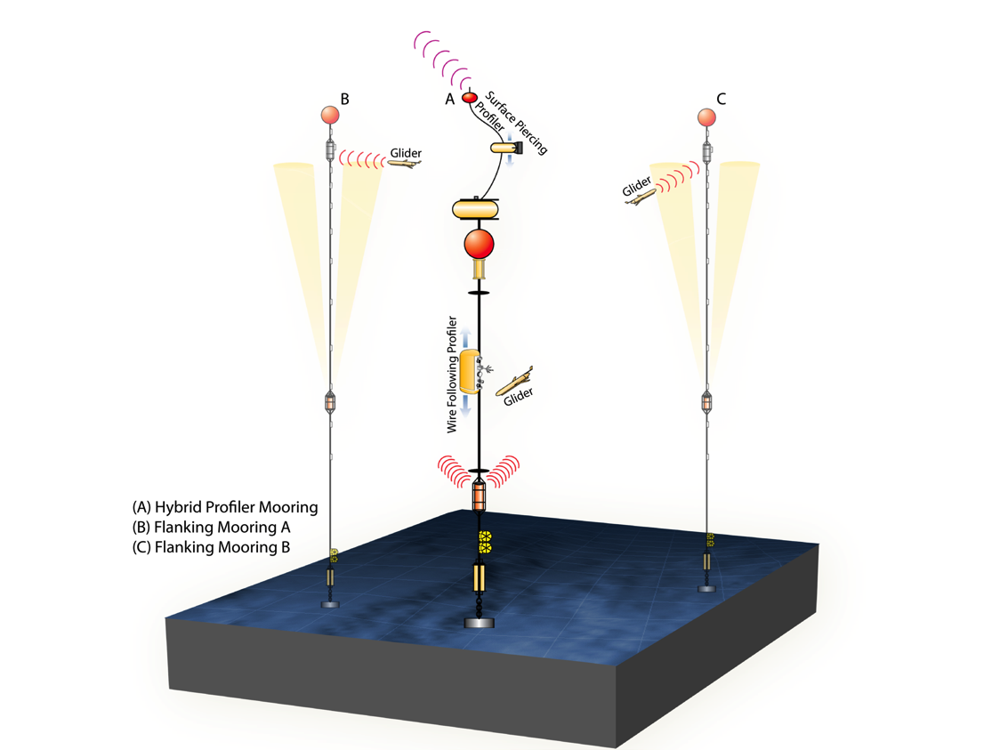 B
A
C
Surface Piercing
Profiler
Glider
Glider
Wire Following Profiler
Glider
(A) Hybrid Profiler Mooring
(B) Flanking Mooring A
(C) Flanking Mooring B